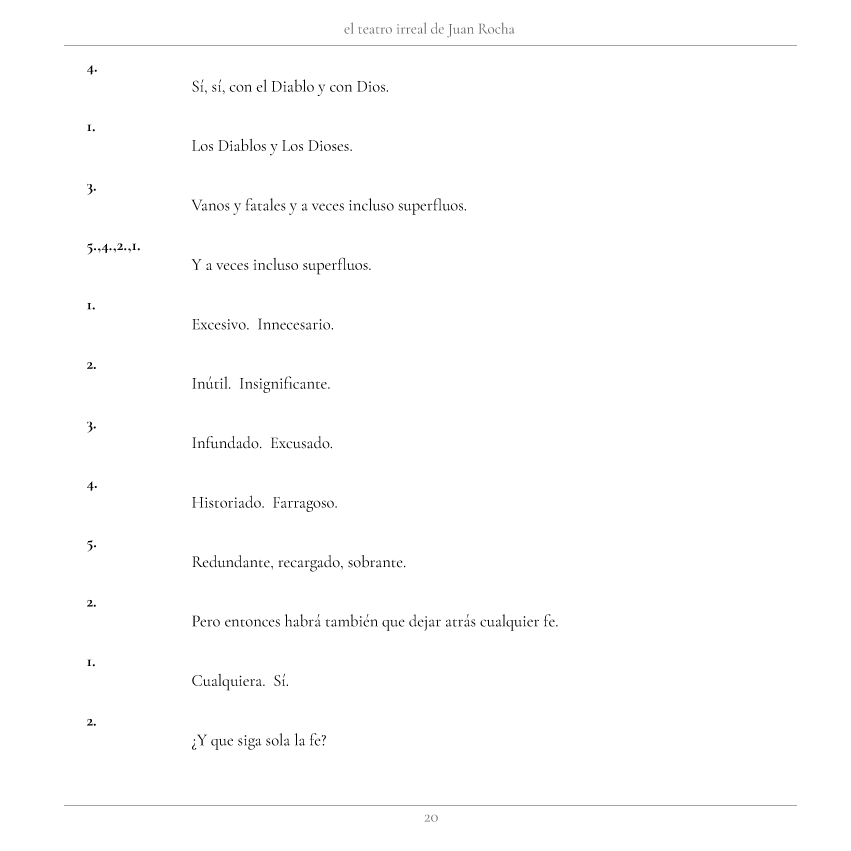 el teatro irreal de Juan Rocha
4.
Sí, sí, con el Diablo y con Dios.
1.
Los Diablos y Los Dioses.
3.
Vanos y fatales y a veces incluso superfluos.
5.,4.,2.,1.
Y a veces incluso superfluos.
1.
Excesivo.  Innecesario.
2.
Inútil.  Insignificante.
3.
Infundado.  Excusado.
4.
Historiado.  Farragoso.
5.
Redundante, recargado, sobrante.
2.
Pero entonces habrá también que dejar atrás cualquier fe.
1.
Cualquiera.  Sí.
2.
¿Y que siga sola la fe?
20